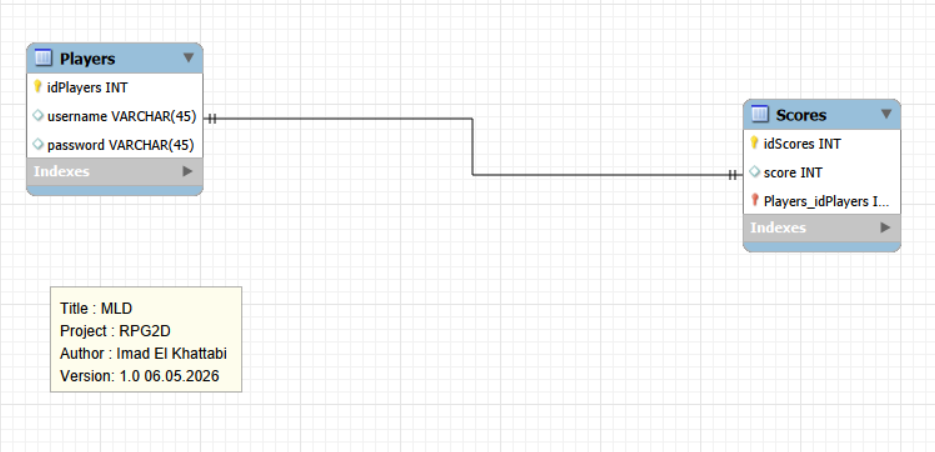 Players
idPlayers INT
username VARCHAR(45)
password VARCHAR(45)
Indexes
Scores
idScores INT
score INT
Players_idPlayers I...
Indexes
Title : MLD
Project : RPG2D
Author : Imad El Khattabi
Version: 1.0 06.05.2026